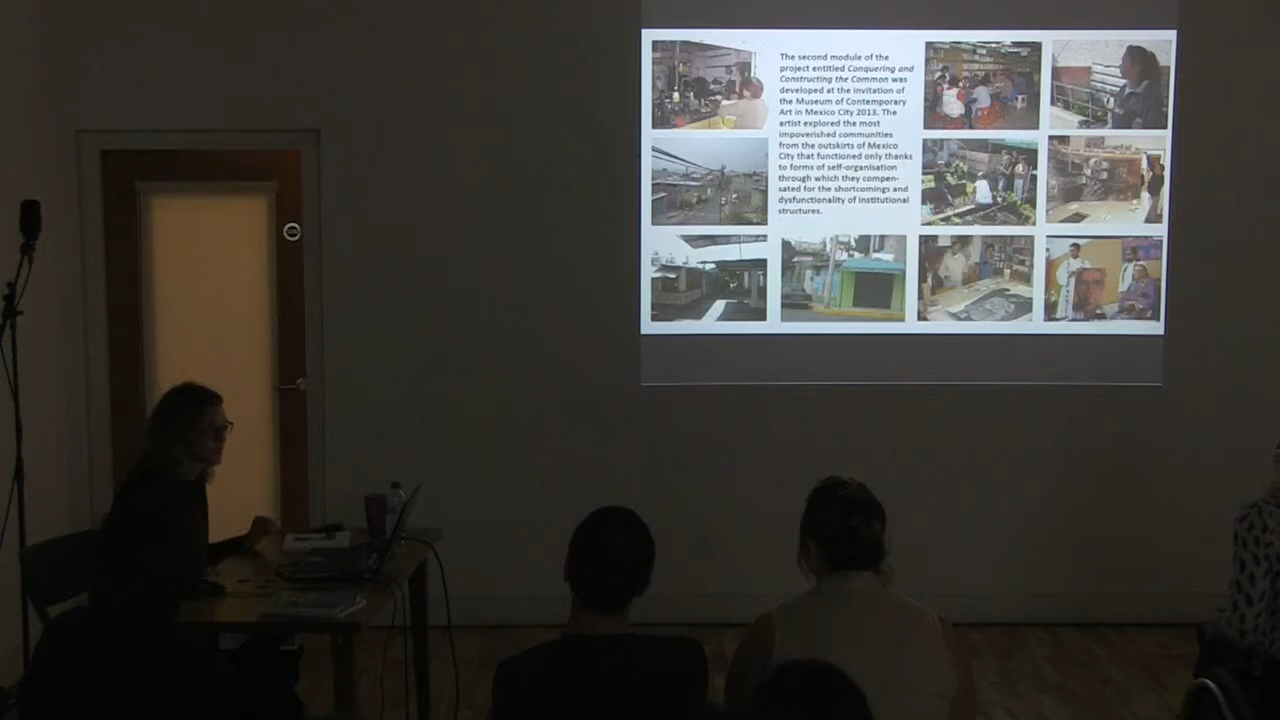 The second module of the
project entitled Conquering and
Constructing the Common was
developed at the invitation of
the Museum of Contemporary
Art in Mexico City 2013. The
artist explored the most
impoverished communities
from the outskirts of Mexico
City that functioned only thanks
to forms of self-organisation
through which they compen-
sated for the shortcomings and
dysfunctionality of institutional
structures.